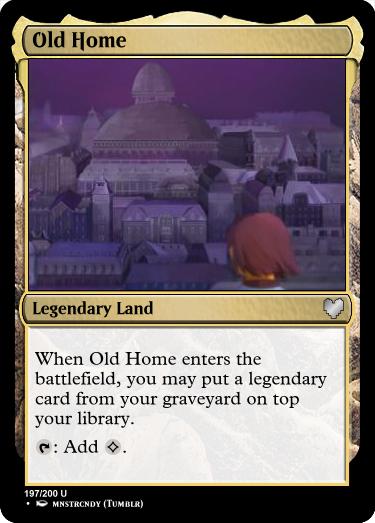 Old Home
Legendary Land
When Old Home enters the
battlefield, you may put a legendary
card from your graveyard on top
your library.
: Add .
197/200 U
• MNSTRCNDY (TUMBLR)